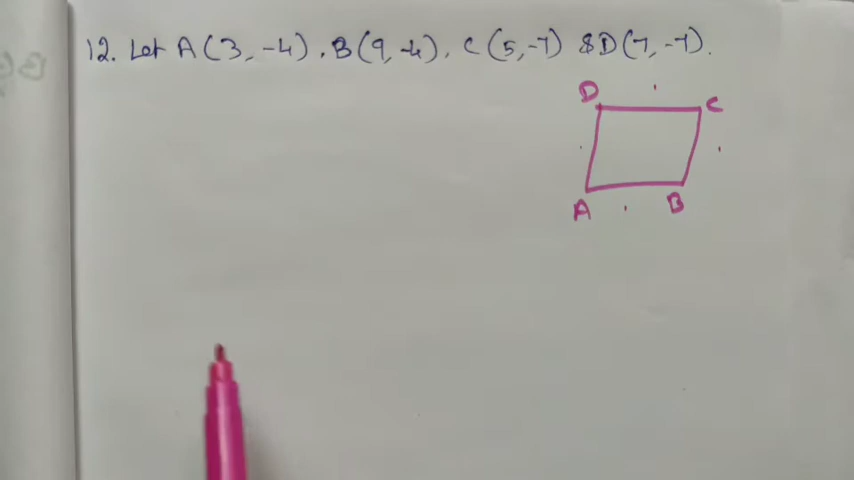 12. Let A(3, -4), B(9, -4), C(5, -7) & D(7, -7).
D C
A B